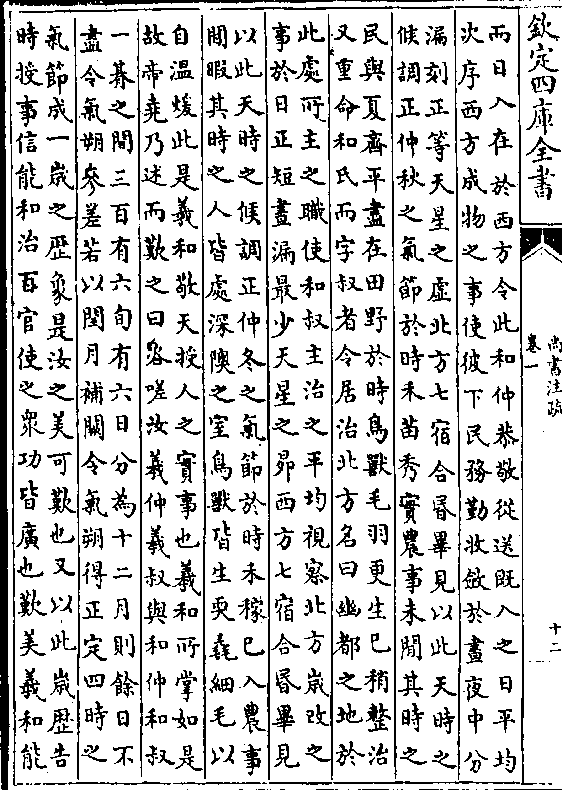 欽定四庫全書
尚書注疏
卷一
十二
而日入在於西方令此和仲恭敬從送既入之日平均
次序西方成物之事使彼下民務勤收斂於晝夜中分
漏刻正等天星之虛北方七宿合昏畢見以此天時之
候調正仲秋之氣節於時禾苗秀實農事未閒其時之
民與夏齊平盡在田野於時鳥獸毛羽更生已稍整治
又重命和氏而字叔者令居治北方名曰幽都之地於
此處所主之職使和叔主治之平均視察北方歲改之
事於日正短晝漏最少天星之昴西方七宿合昏畢見
以此天時之候調正仲冬之氣節於時禾稼已入農事
閒暇其時之人皆處深隩之室鳥獸皆生耎毳細毛以
自溫煖此是羲和敬天授人之實事也羲和所掌如是
故帝堯乃述而歎之曰咨嗟汝羲仲羲叔與和仲和叔
一朞之間三百有六旬有六日分為十二月則餘日不
盡令氣朔參差若以閏月補闕令氣朔得正定四時之
氣節成一歲之歷象是汝之美可歎也又以此歲歷告
時授事信能和治百官使之衆功皆廣也歎美羲和能